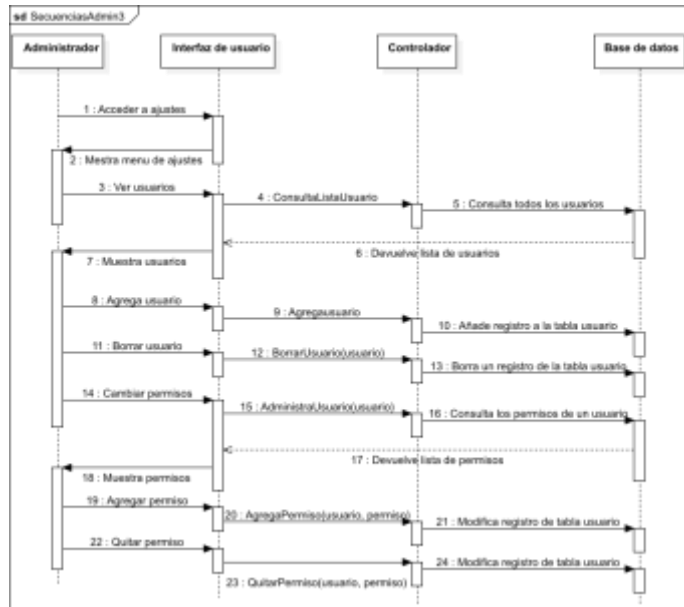 sd SecuenciasAdmin3
Administrador
Interfaz de usuario
Controlador
Base de datos
1 : Acceder a ajustes
2 : Mestra menu de ajustes
3 : Ver usuarios
4 : ConsultaListaUsuario
5 : Consulta todos los usuarios
6 : Devuelve lista de usuarios
7 : Muestra usuarios
8 : Agrega usuario
9 : Agregausuario
10 : Añade registro a la tabla usuario
11 : Borrar usuario
12 : BorrarUsuario(usuario)
13 : Borra un registro de la tabla usuario
14 : Cambiar permisos
15 : AdministraUsuario(usuario)
16 : Consulta los permisos de un usuario
17 : Devuelve lista de permisos
18 : Muestra permisos
19 : Agregar permiso
20 : AgregaPermiso(usuario, permiso)
21 : Modifica registro de tabla usuario
22 : Quitar permiso
23 : QuitarPermiso(usuario, permiso)
24 : Modifica registro de tabla usuario